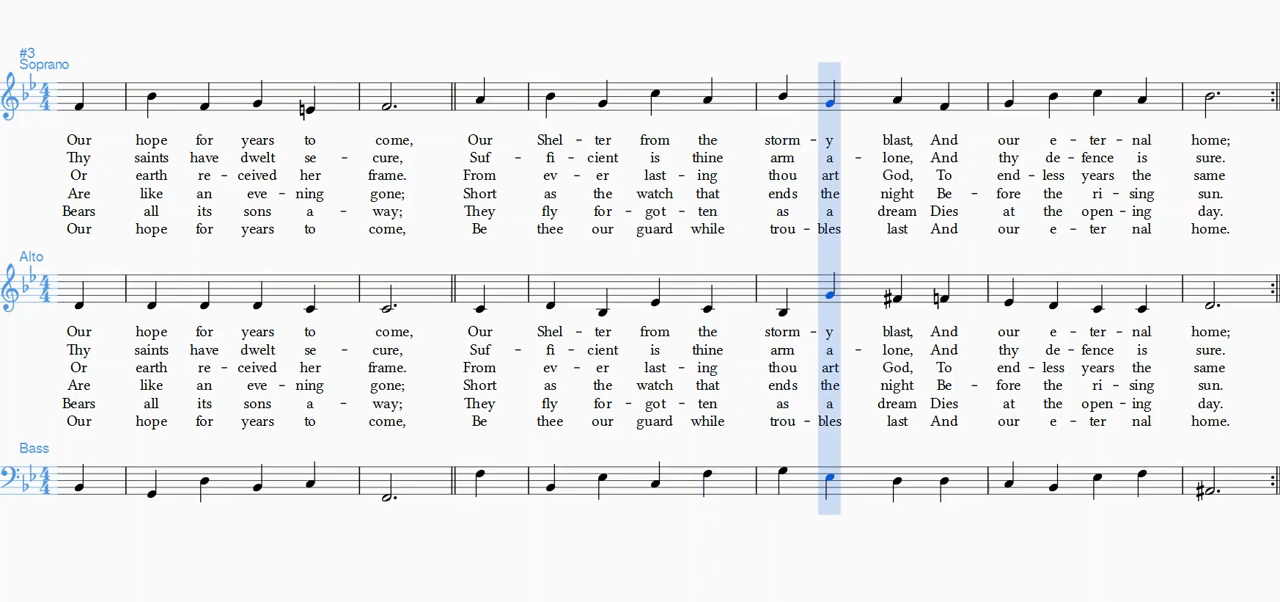 #3
Soprano
4
4
Our hope for years to come, Our Shel - ter from the storm - y blast, And our e - ter - nal home;
Thy saints have dwelt se - cure, Suf - fi - cient is thine arm a - lone, And thy de - fence is sure.
Or earth re - ceived her frame. From ev - er last - ing thou art God, To end - less years the same
Are like an eve - ning gone; Short as the watch that ends the night Be - fore the ri - sing sun.
Bears all its sons a - way; They fly for - got - ten as a dream Dies at the open - ing day.
Our hope for years to come, Be thee our guard while trou - bles last And our e - ter nal home.
Alto
4
4
Our hope for years to come, Our Shel - ter from the storm - y blast, And our e - ter - nal home;
Thy saints have dwelt se - cure, Suf - fi - cient is thine arm a - lone, And thy de - fence is sure.
Or earth re - ceived her frame. From ev - er last - ing thou art God, To end - less years the same
Are like an eve - ning gone; Short as the watch that ends the night Be - fore the ri - sing sun.
Bears all its sons a - way; They fly for - got - ten as a dream Dies at the open - ing day.
Our hope for years to come, Be thee our guard while trou - bles last And our e - ter nal home.
Bass
4
4